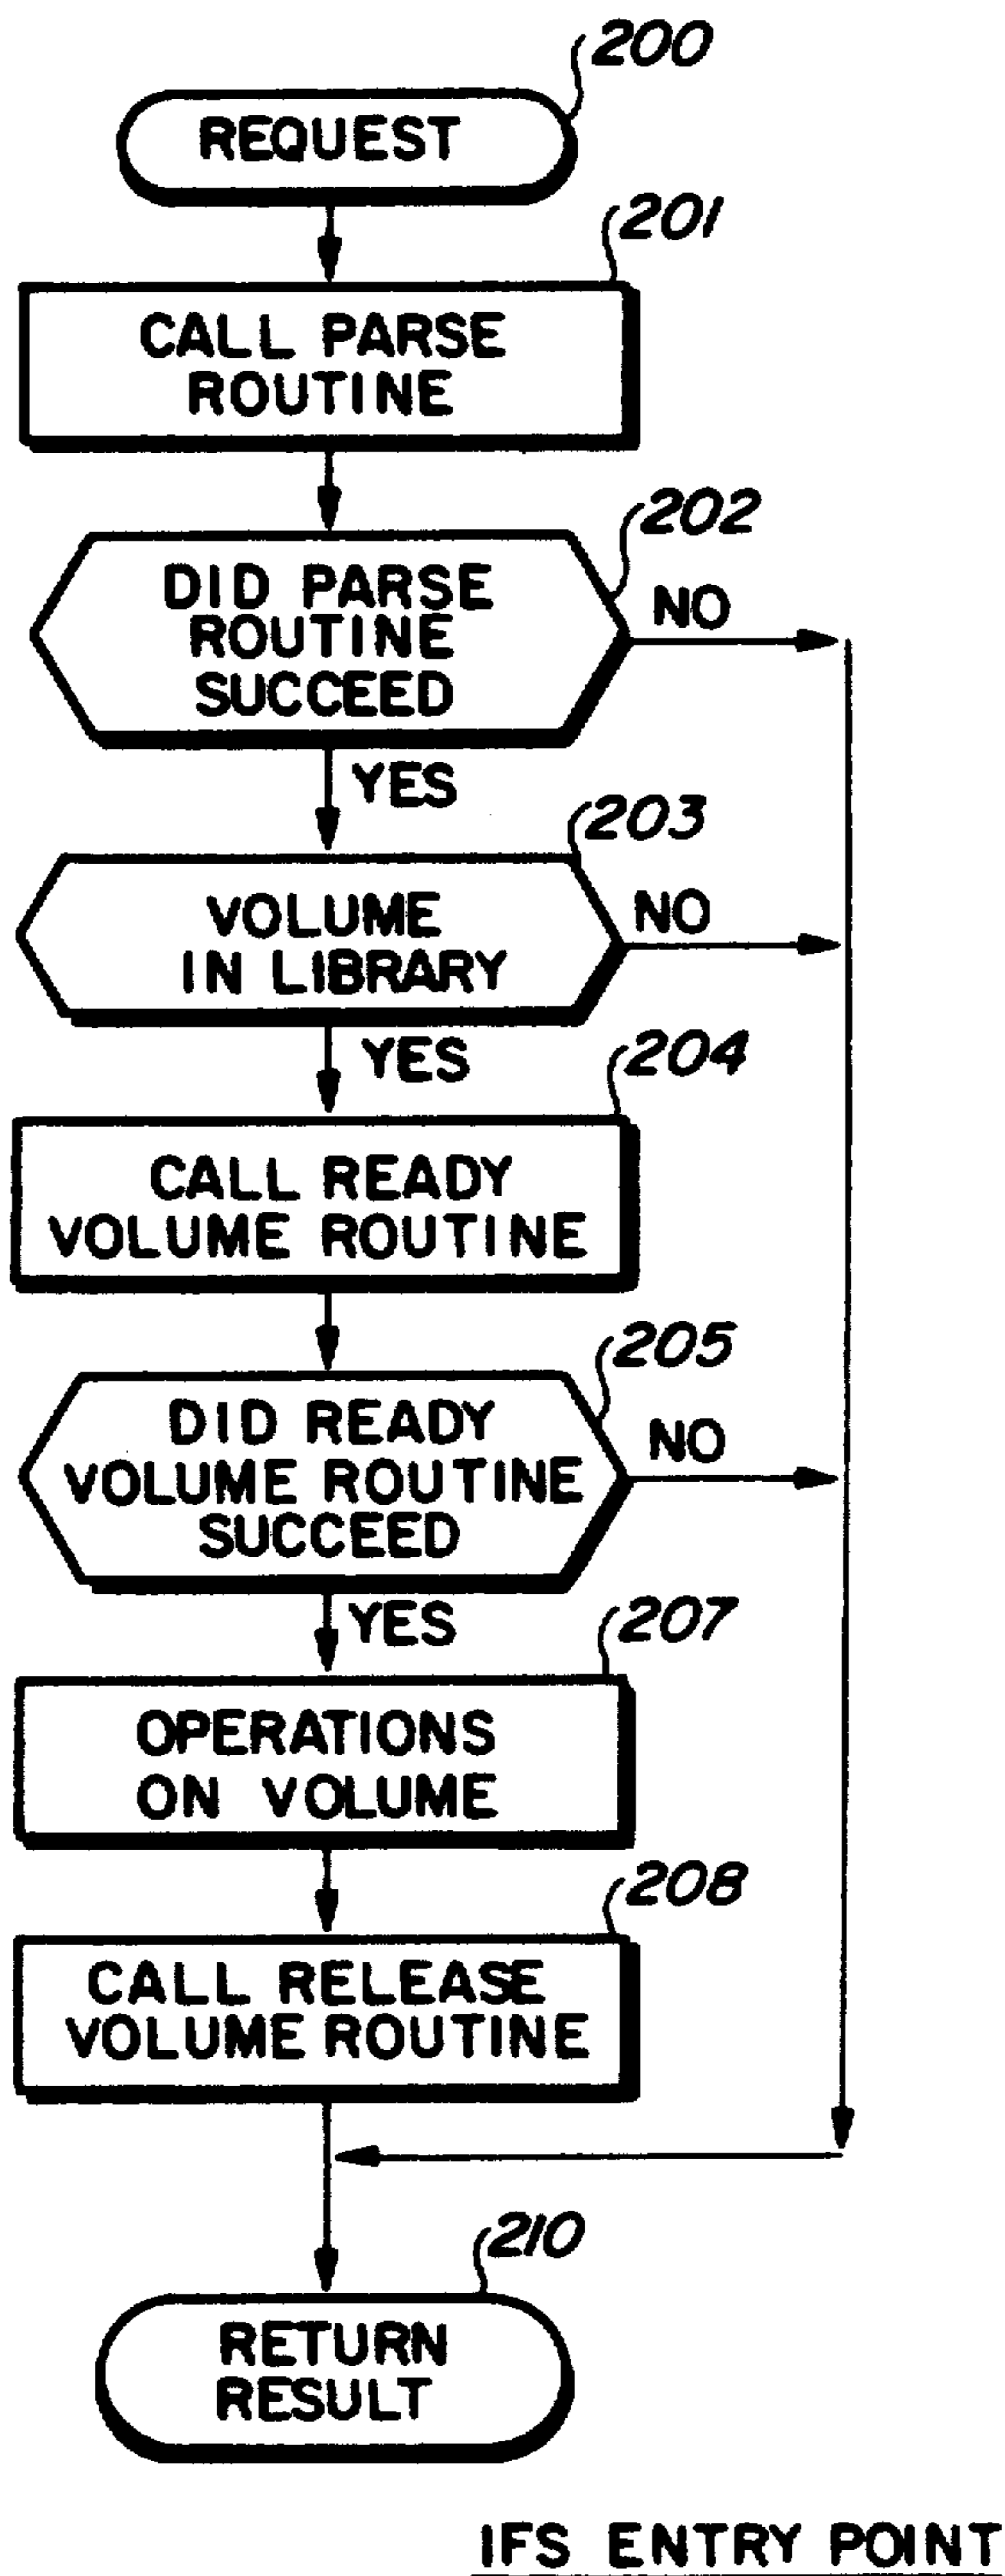 200
REQUEST
201
CALL PARSE
ROUTINE
202
DID PARSE
ROUTINE
SUCCEED
NO
YES
203
VOLUME
IN LIBRARY
NO
YES
204
CALL READY
VOLUME ROUTINE
205
DID READY
VOLUME ROUTINE
SUCCEED
NO
YES
207
OPERATIONS
ON VOLUME
208
CALL RELEASE
VOLUME ROUTINE
210
RETURN
RESULT
IFS ENTRY POINT